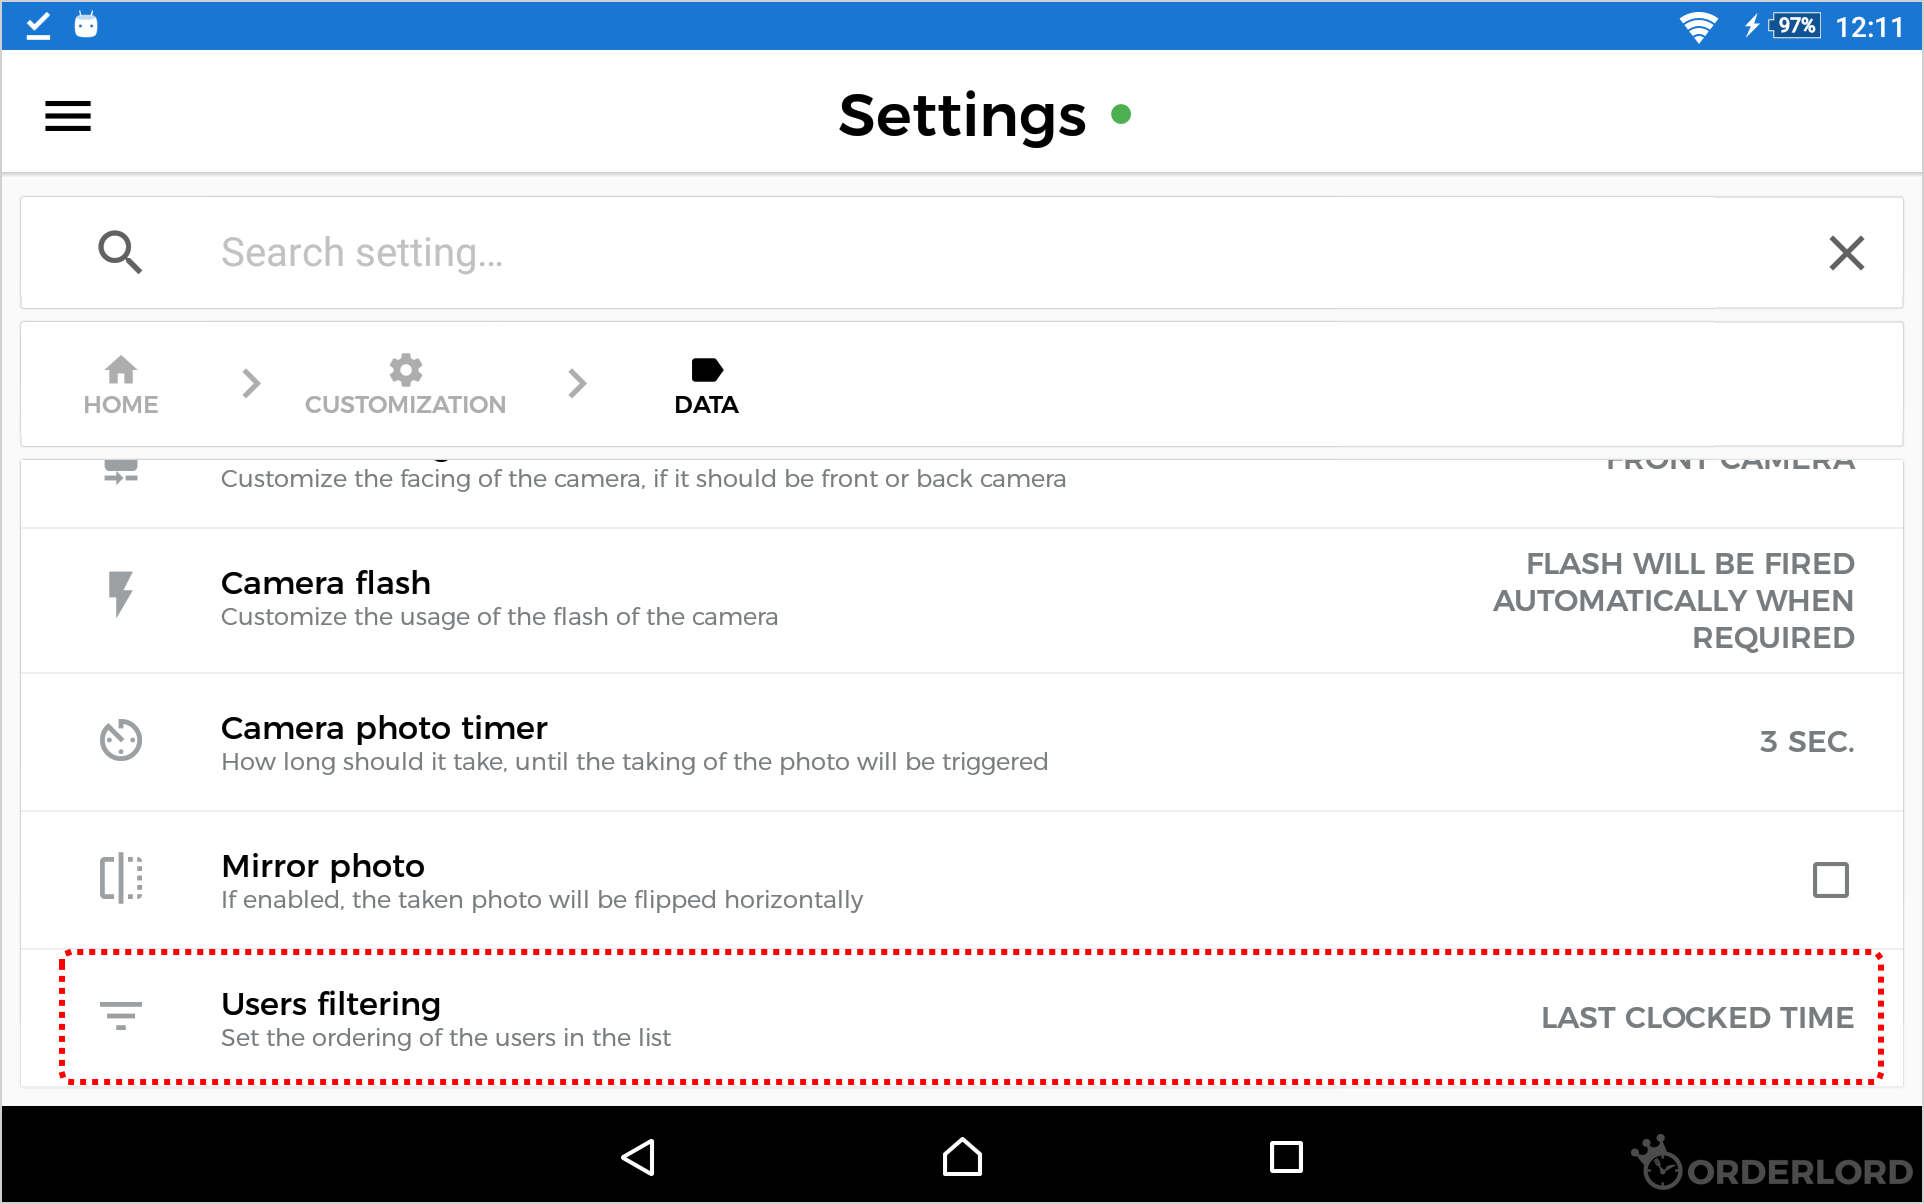 97% 12:11
Settings
Search setting...
HOME CUSTOMIZATION DATA
Customize the facing of the camera, if it should be front or back camera
FRONT CAMERA
Camera flash
Customize the usage of the flash of the camera
FLASH WILL BE FIRED
AUTOMATICALLY WHEN
REQUIRED
Camera photo timer
How long should it take, until the taking of the photo will be triggered
3 SEC.
Mirror photo
If enabled, the taken photo will be flipped horizontally
Users filtering
Set the ordering of the users in the list
LAST CLOCKED TIME
ORDERLORD